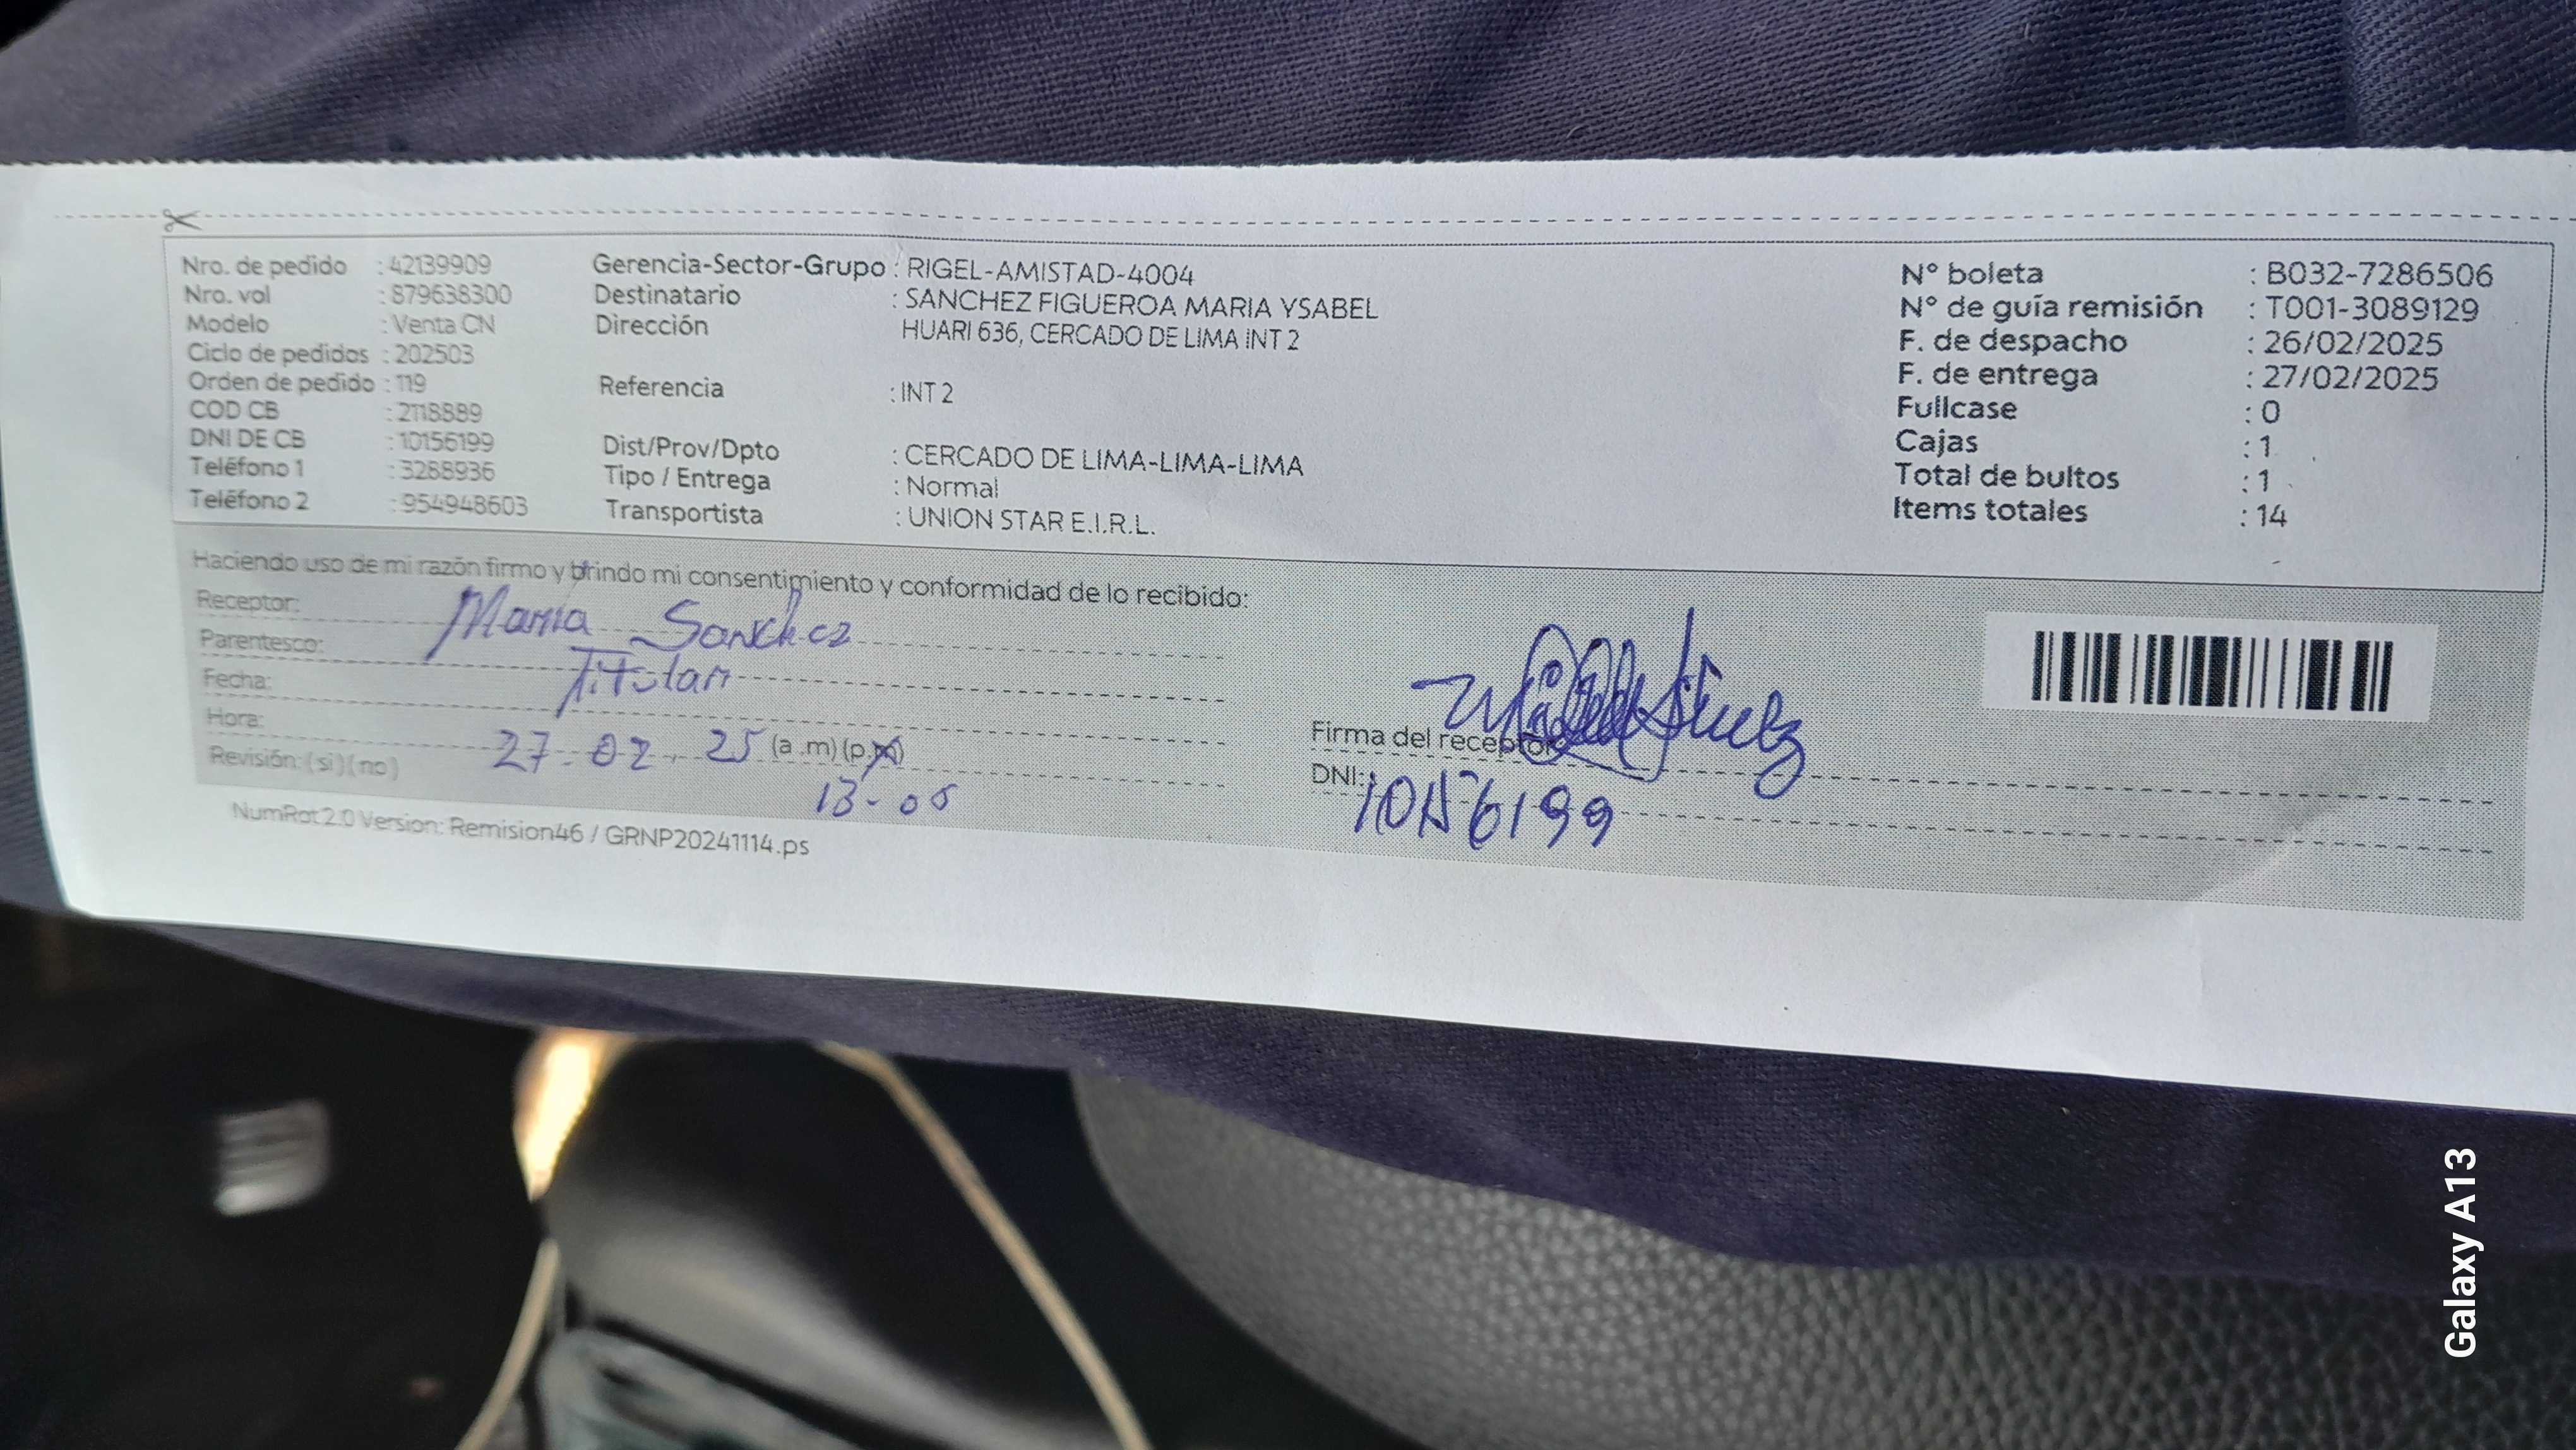 Nro. de pedido : 42139909
Nro. vol : 879638300
Modelo : Venta CN
Ciclo de pedidos : 202503
Orden de pedido : 119
COD CB : 2118889
DNI DE CB : 10156199
Teléfono 1 : 3288936
Teléfono 2 : 954948603
Gerencia-Sector-Grupo : RIGEL-AMISTAD-4004
Destinatario : SANCHEZ FIGUEROA MARIA YSABEL
Dirección HUARI 636, CERCADO DE LIMA INT 2
Referencia : INT 2
Dist/Prov/Dpto : CERCADO DE LIMA-LIMA-LIMA
Tipo / Entrega : Normal
Transportista : UNION STAR E.I.R.L.
N° boleta : B032-7286506
N° de guía remisión : T001-3089129
F. de despacho : 26/02/2025
F. de entrega : 27/02/2025
Fullcase : 0
Cajas : 1
Total de bultos : 1
Items totales : 14
Haciendo uso de mi razón firmo y brindo mi consentimiento y conformidad de lo recibido:
Receptor: Maria Sanchez
Parentesco: Titular
Fecha:
Hora: 27-02-25 (a.m)(p.m)
Revisión: (si)(no) 13-05
Firma del receptor
DNI: 10156199
NumRot2.0 Version: Remision46 / GRNP20241114.ps
Galaxy A13